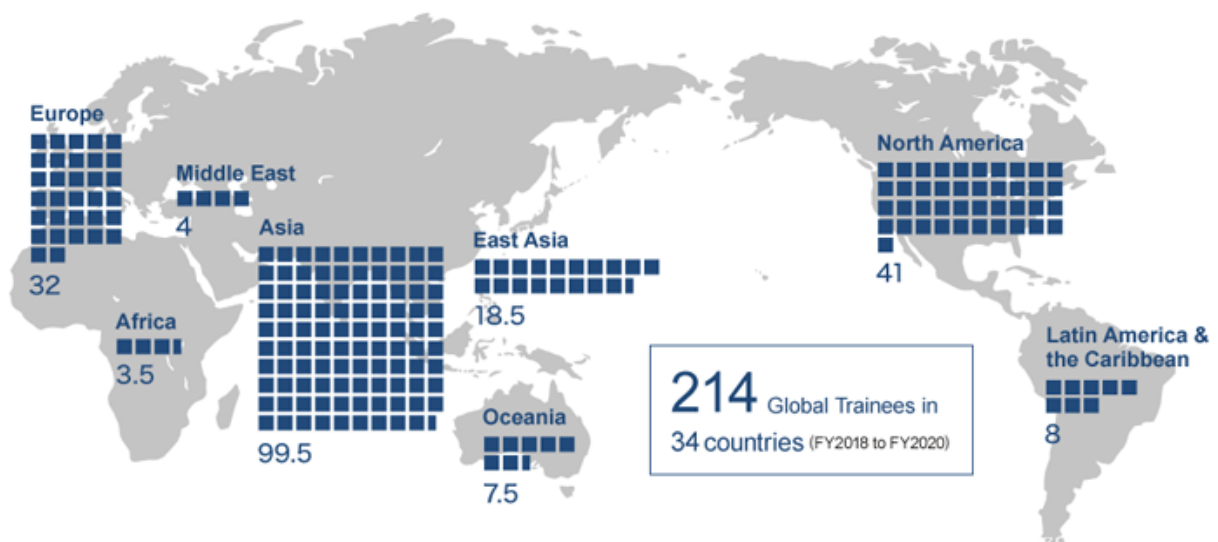 Europe
32
Middle East
4
Africa
3.5
Asia
99.5
East Asia
18.5
Oceania
7.5
North America
41
Latin America &
the Caribbean
8
214 Global Trainees in
34 countries (FY2018 to FY2020)